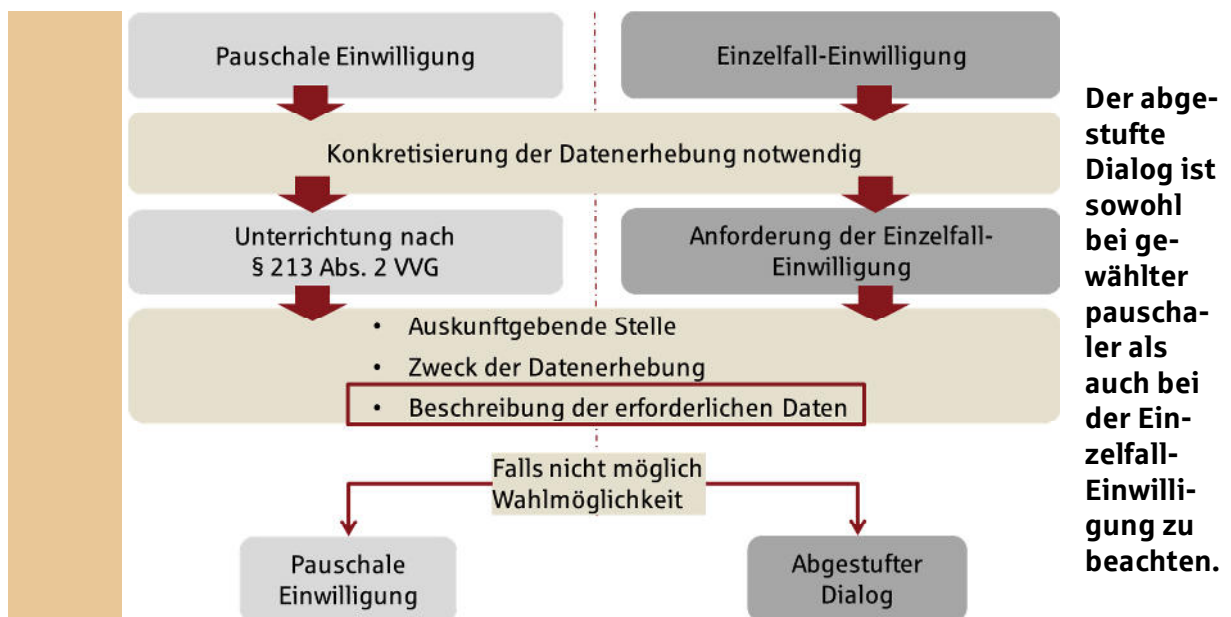 Pauschale Einwilligung
Einzelfall-Einwilligung
Konkretisierung der Datenerhebung notwendig
Unterrichtung nach
§ 213 Abs. 2 VVG
Anforderung der Einzelfall-
Einwilligung
• Auskunftgebende Stelle
• Zweck der Datenerhebung
• Beschreibung der erforderlichen Daten
Falls nicht möglich
Wahlmöglichkeit
Pauschale
Einwilligung
Abgestufter
Dialog
Der abge-
stufte
Dialog ist
sowohl
bei ge-
wählter
pauscha-
ler als
auch bei
der Ein-
zelfall-
Einwilli-
gung zu
beachten.